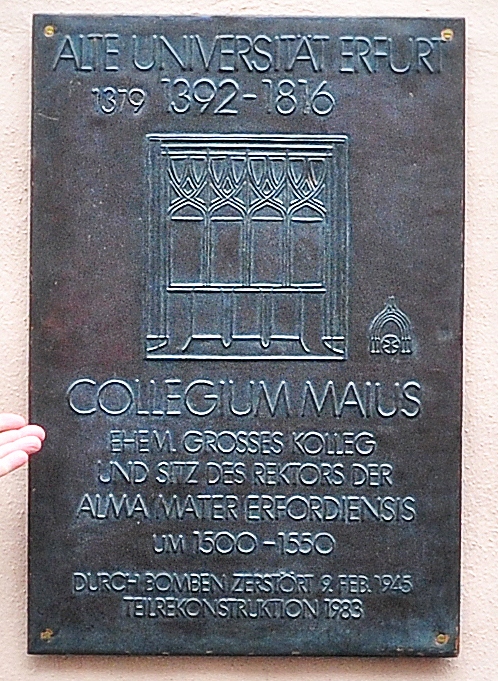 ALTE UNIVERSITÄT ERFURT
1379 1392-1816
COLLEGIUM MAIUS
EHEM. GROSSES KOLLEG
UND SITZ DES REKTORS DER
ALMA MATER ERFORDIENSIS
UM 1500-1550
DURCH BOMBEN ZERSTÖRT 9. FEB. 1945
TEILREKONSTRUKTION 1983